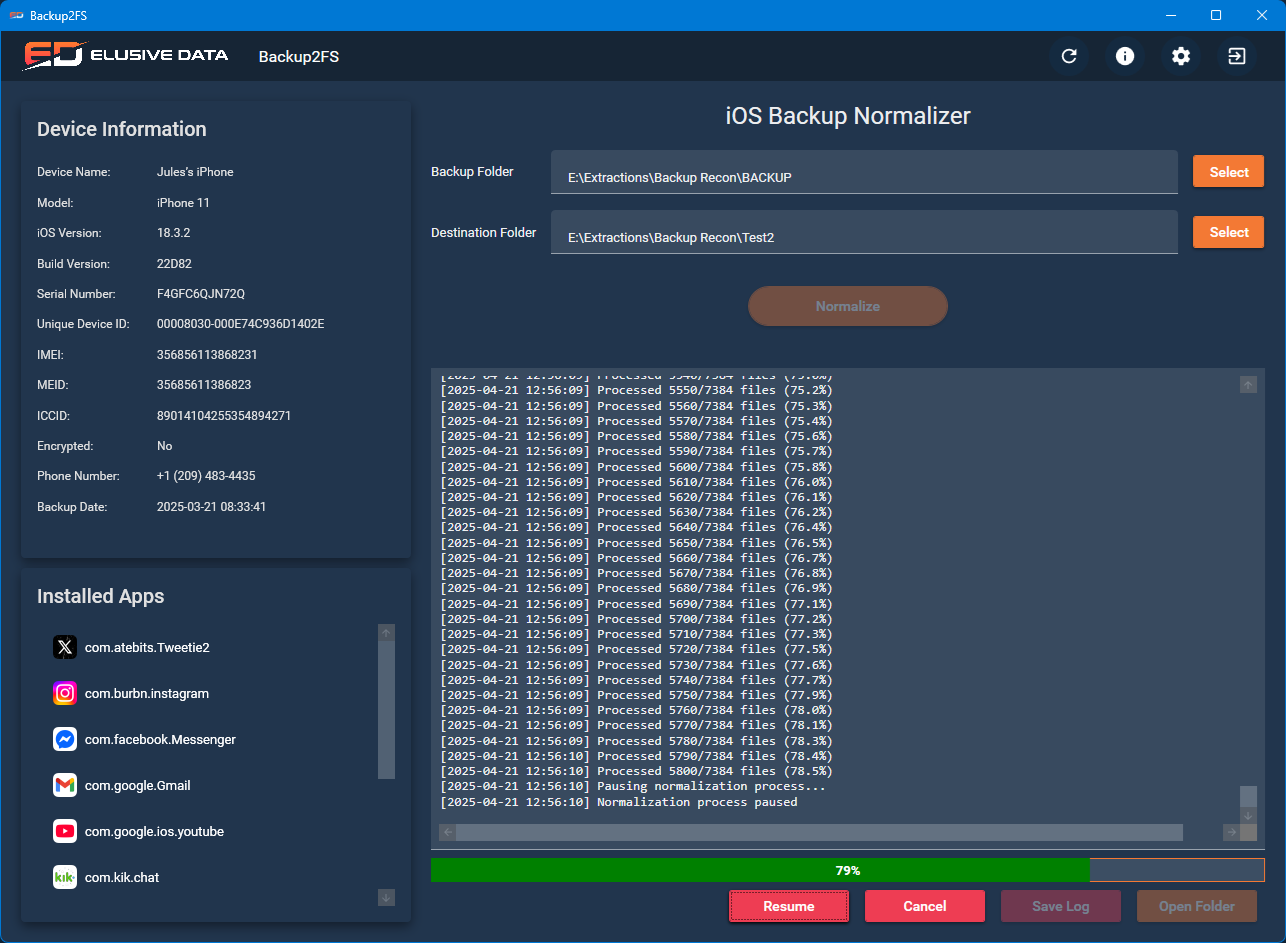 Backup2FS
ELUSIVE DATA
Backup2FS
Device Information
Device Name: Jules's iPhone
Model: iPhone 11
iOS Version: 18.3.2
Build Version: 22D82
Serial Number: F4GFC6QJN72Q
Unique Device ID: 00008030-000E74C936D1402E
IMEI: 356856113868231
MEID: 35685611386823
ICCID: 89014104255354894271
Encrypted: No
Phone Number: +1 (209) 483-4435
Backup Date: 2025-03-21 08:33:41
Installed Apps
com.atebits.Tweetie2
com.burbn.instagram
com.facebook.Messenger
com.google.Gmail
com.google.ios.youtube
kik.
com.kik.chat
iOS Backup Normalizer
Backup Folder E:\Extractions\Backup Recon\BACKUP Select
Destination Folder E:\Extractions\Backup Recon\Test2 Select
Normalize
[2025-04-21 12:56:09] Processed 5540/7384 files (75.0%)
[2025-04-21 12:56:09] Processed 5550/7384 files (75.2%)
[2025-04-21 12:56:09] Processed 5560/7384 files (75.3%)
[2025-04-21 12:56:09] Processed 5570/7384 files (75.4%)
[2025-04-21 12:56:09] Processed 5580/7384 files (75.6%)
[2025-04-21 12:56:09] Processed 5590/7384 files (75.7%)
[2025-04-21 12:56:09] Processed 5600/7384 files (75.8%)
[2025-04-21 12:56:09] Processed 5610/7384 files (76.0%)
[2025-04-21 12:56:09] Processed 5620/7384 files (76.1%)
[2025-04-21 12:56:09] Processed 5630/7384 files (76.2%)
[2025-04-21 12:56:09] Processed 5640/7384 files (76.4%)
[2025-04-21 12:56:09] Processed 5650/7384 files (76.5%)
[2025-04-21 12:56:09] Processed 5660/7384 files (76.7%)
[2025-04-21 12:56:09] Processed 5670/7384 files (76.8%)
[2025-04-21 12:56:09] Processed 5680/7384 files (76.9%)
[2025-04-21 12:56:09] Processed 5690/7384 files (77.1%)
[2025-04-21 12:56:09] Processed 5700/7384 files (77.2%)
[2025-04-21 12:56:09] Processed 5710/7384 files (77.3%)
[2025-04-21 12:56:09] Processed 5720/7384 files (77.5%)
[2025-04-21 12:56:09] Processed 5730/7384 files (77.6%)
[2025-04-21 12:56:09] Processed 5740/7384 files (77.7%)
[2025-04-21 12:56:09] Processed 5750/7384 files (77.9%)
[2025-04-21 12:56:09] Processed 5760/7384 files (78.0%)
[2025-04-21 12:56:09] Processed 5770/7384 files (78.1%)
[2025-04-21 12:56:09] Processed 5780/7384 files (78.3%)
[2025-04-21 12:56:10] Processed 5790/7384 files (78.4%)
[2025-04-21 12:56:10] Processed 5800/7384 files (78.5%)
[2025-04-21 12:56:10] Pausing normalization process...
[2025-04-21 12:56:10] Normalization process paused
79%
Resume Cancel Save Log Open Folder